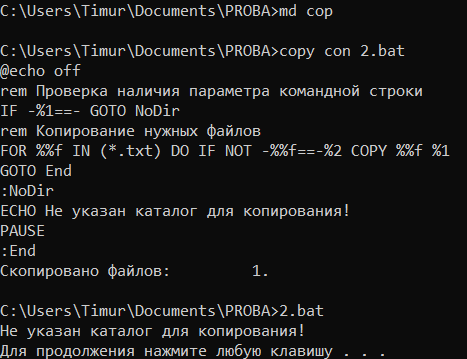 C:\Users\Timur\Documents\PROBA>md cop
C:\Users\Timur\Documents\PROBA>copy con 2.bat
@echo off
rem Проверка наличия параметра командной строки
IF -%1==- GOTO NoDir
rem Копирование нужных файлов
FOR %%f IN (*.txt) DO IF NOT -%%f==-%2 COPY %%f %1
GOTO End
:NoDir
ECHO Не указан каталог для копирования!
PAUSE
:End
Скопировано файлов:         1.
C:\Users\Timur\Documents\PROBA>2.bat
Не указан каталог для копирования!
Для продолжения нажмите любую клавишу . . .